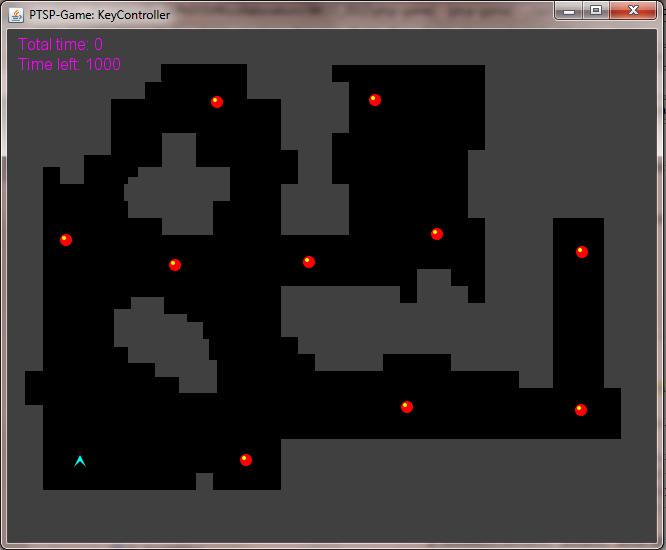 PTSP-Game: KeyController
Total time: 0
Time left: 1000